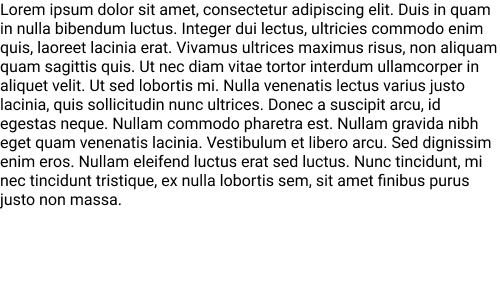 Lorem ipsum dolor sit amet, consectetur adipiscing elit. Duis in quam
in nulla bibendum luctus. Integer dui lectus, ultricies commodo enim
quis, laoreet lacinia erat. Vivamus ultrices maximus risus, non aliquam
quam sagittis quis. Ut nec diam vitae tortor interdum ullamcorper in
aliquet velit. Ut sed lobortis mi. Nulla venenatis lectus varius justo
lacinia, quis sollicitudin nunc ultrices. Donec a suscipit arcu, id
egestas neque. Nullam commodo pharetra est. Nullam gravida nibh
eget quam venenatis lacinia. Vestibulum et libero arcu. Sed dignissim
enim eros. Nullam eleifend luctus erat sed luctus. Nunc tincidunt, mi
nec tincidunt tristique, ex nulla lobortis sem, sit amet finibus purus
justo non massa.